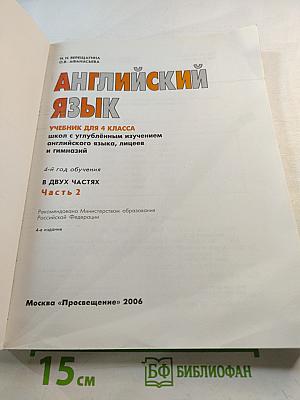 И. Н. ВЕРЕЩАГИНА
О.В. АФАНАСЬЕВА
АНГЛИЙСКИЙ
ЯЗЫК
УЧЕБНИК ДЛЯ 4 КЛАССА
школ с углублённым изучением
английского языка, лицеев
и гимназий
4-й год обучения
В ДВУХ ЧАСТЯХ
Часть 2
Рекомендовано Министерством образования
Российской Федерации
4-е издание
Москва «Просвещение» 2006
15 см
БФ БИБЛИОФАН